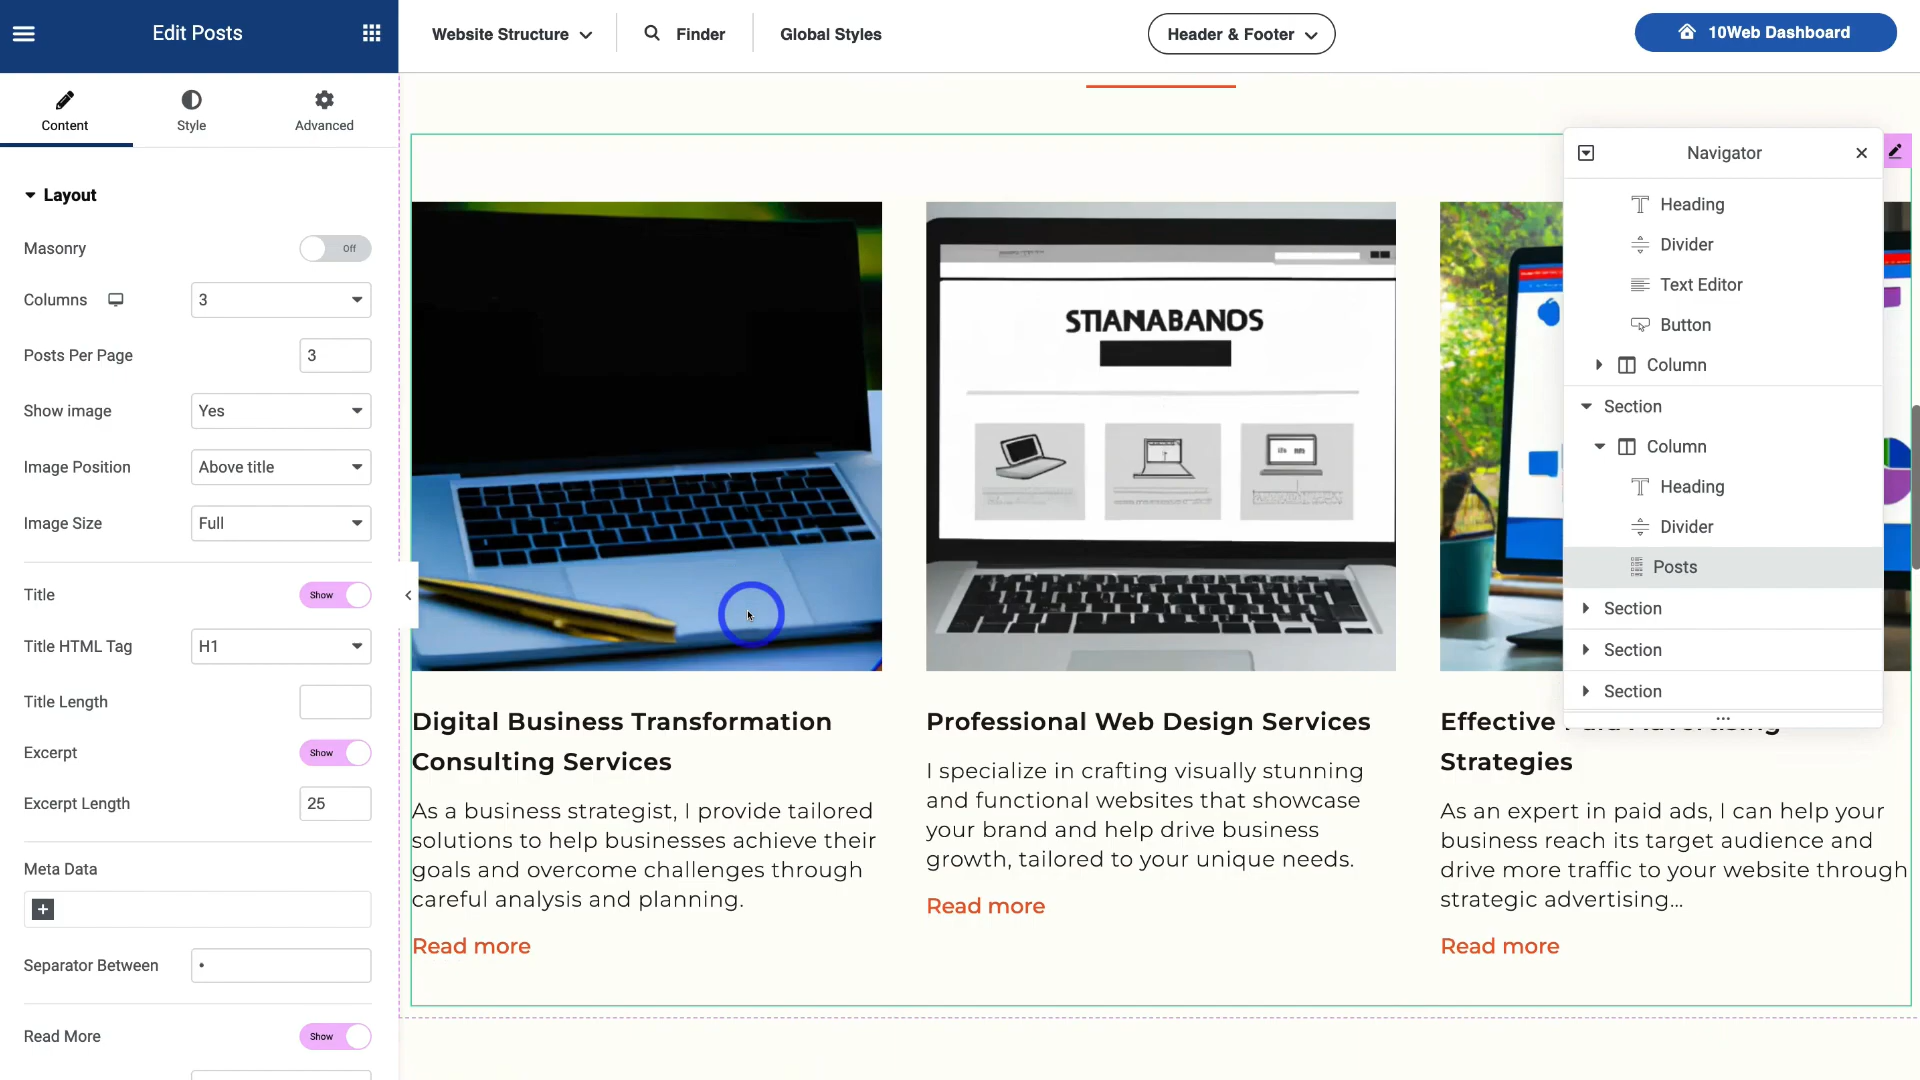 Edit Posts
Website Structure
Finder
Global Styles
Header & Footer
10Web Dashboard
Content
Style
Advanced
Layout
Masonry
Off
Columns
3
Posts Per Page
3
Show image
Yes
Image Position
Above title
Image Size
Full
Title
Show
Title HTML Tag
H1
Title Length
Excerpt
Show
Excerpt Length
25
Meta Data
Separator Between
•
Read More
Show
STIANABANOS
Digital Business Transformation
Consulting Services
As a business strategist, I provide tailored
solutions to help businesses achieve their
goals and overcome challenges through
careful analysis and planning.
Read more
Professional Web Design Services
I specialize in crafting visually stunning
and functional websites that showcase
your brand and help drive business
growth, tailored to your unique needs.
Read more
Effective Paid Advertising
Strategies
As an expert in paid ads, I can help your
business reach its target audience and
drive more traffic to your website through
strategic advertising...
Read more
Navigator
Heading
Divider
Text Editor
Button
Column
Section
Column
Heading
Divider
Posts
Section
Section
Section